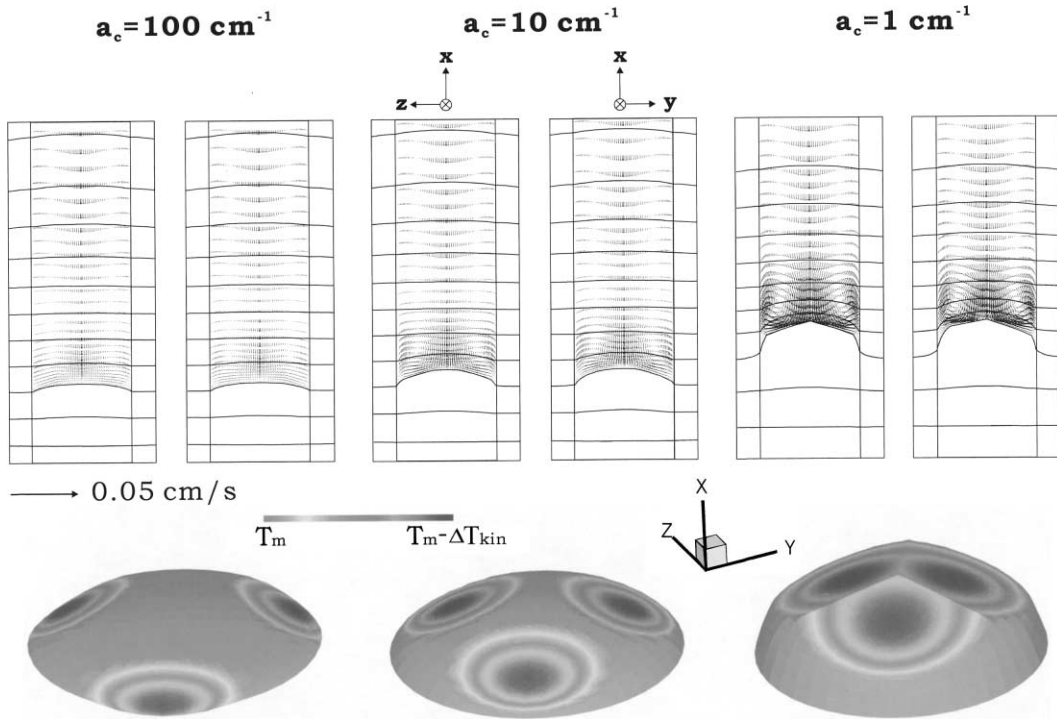 a_c=100 cm⁻¹ a_c=10 cm⁻¹ a_c=1 cm⁻¹
x x
z y
0.05 cm/s
T_m T_m-ΔT_kin
X
Z
Y